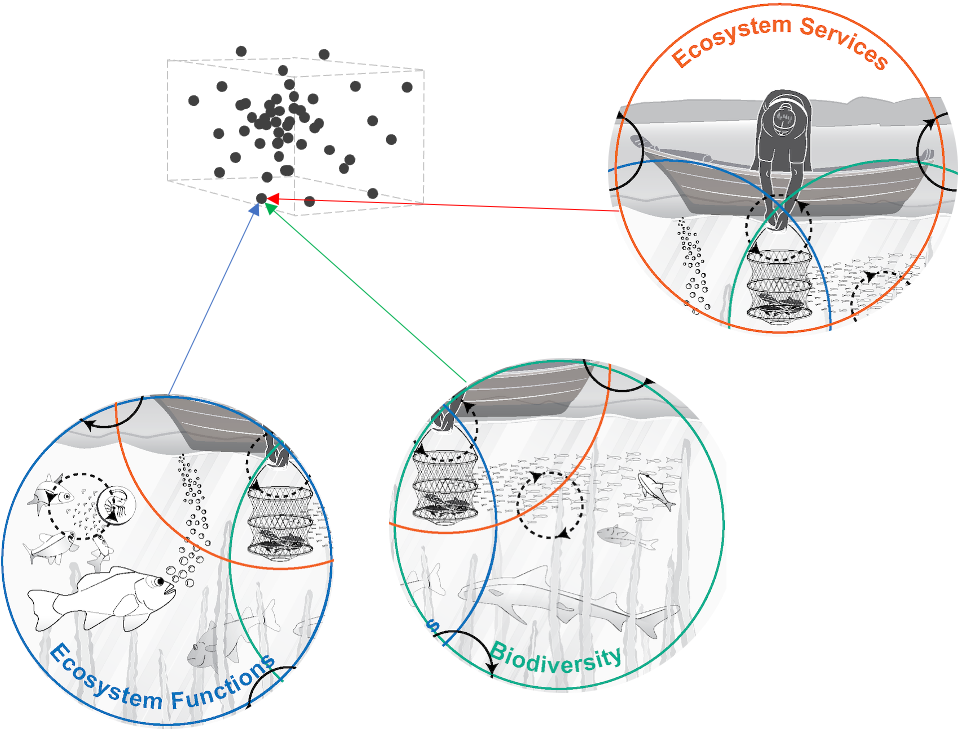 Ecosystem Services
Ecosystem Functions
s
Biodiversity